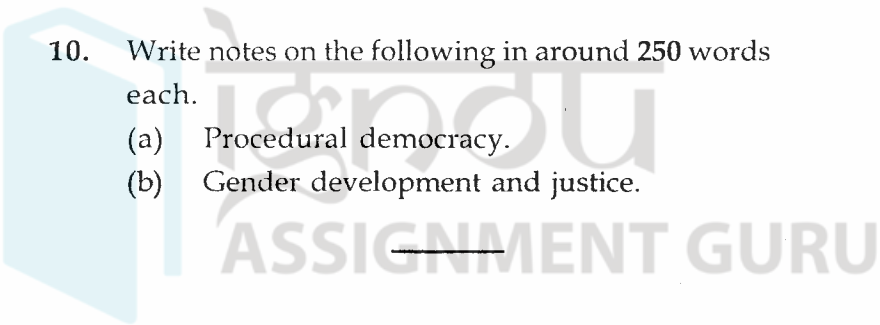 10. Write notes on the following in around 250 words
each.
(a) Procedural democracy.
(b) Gender development and justice.
ignou
ASSIGNMENT GURU